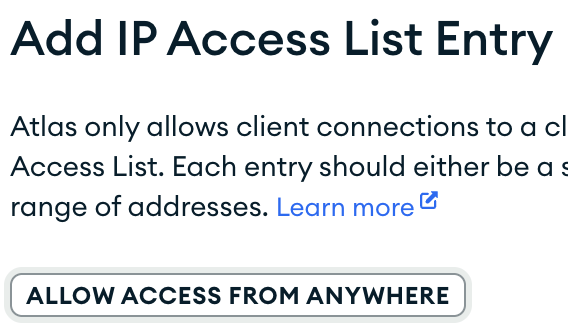 Add IP Access List Entry
Atlas only allows client connections to a cl
Access List. Each entry should either be a s
range of addresses. Learn more
ALLOW ACCESS FROM ANYWHERE